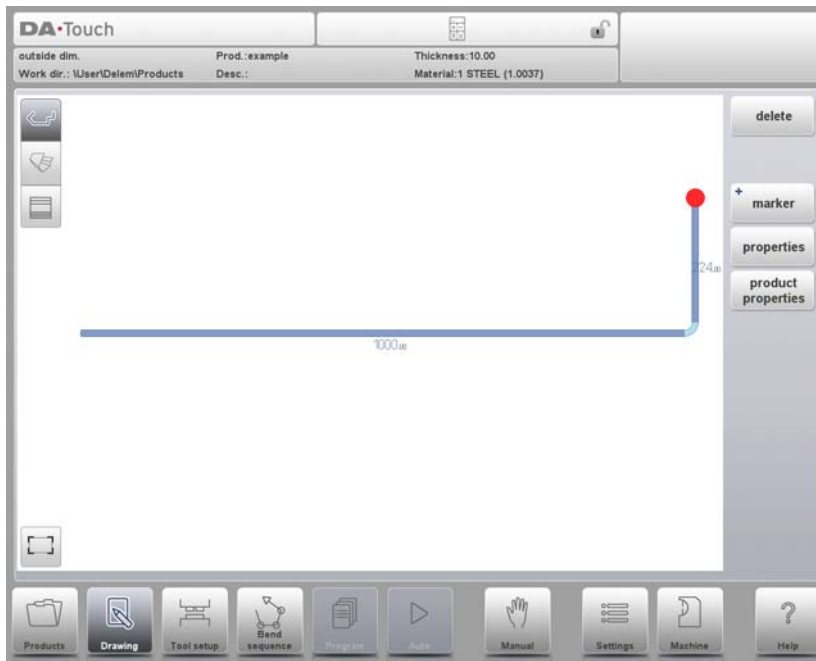 DA·Touch
outside dim. Prod.:example Thickness:10.00
Work dir.: \User\Delem\Products Desc.: Material:1 STEEL (1.0037)
delete
+ marker
properties
product
properties
224.00
1000.00
Products Drawing Tool setup Bend
sequence Program Auto Manual Settings Machine Help